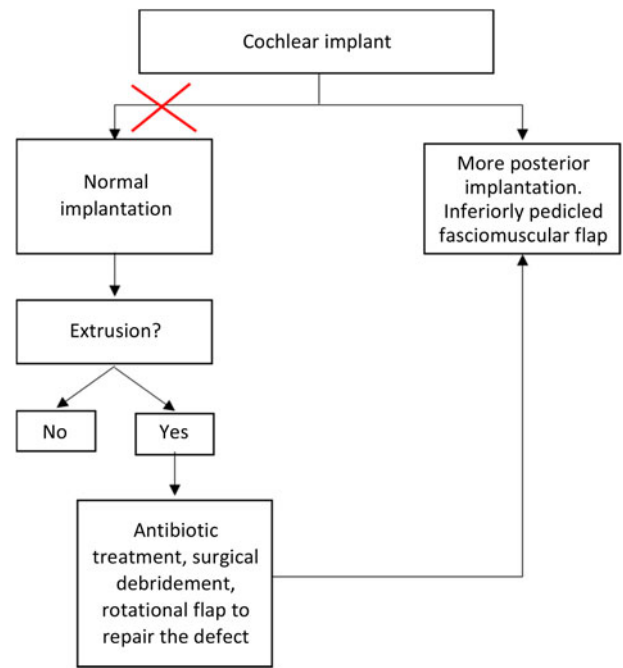 Cochlear implant
Normal
implantation
More posterior
implantation.
Inferiorly pedicled
fasciomuscular flap
Extrusion?
No
Yes
Antibiotic
treatment, surgical
debridement,
rotational flap to
repair the defect